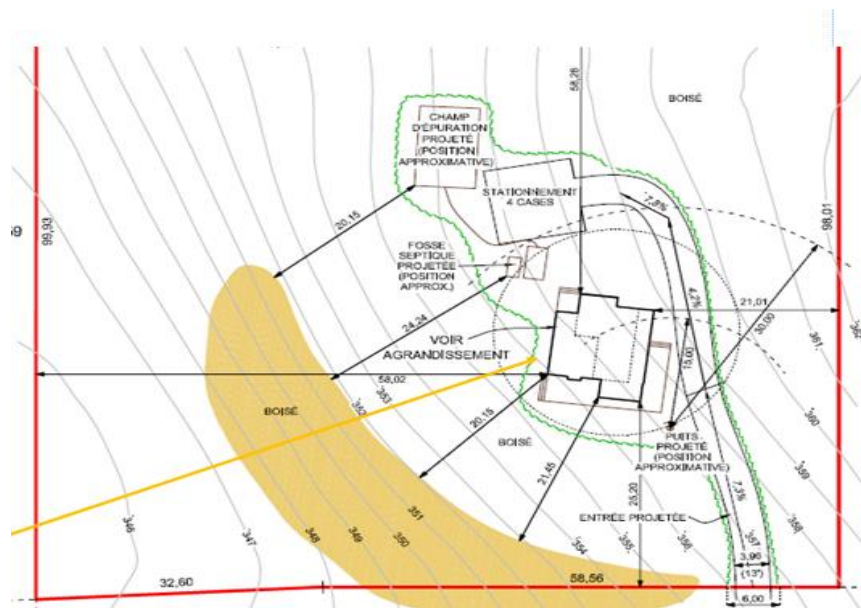 58,28
BOISÉ
CHAMP
D'ÉPURATION
PROJETÉ
(POSITION
APPROXIMATIVE)
STATIONNEMENT
4 CASES
7,8%
99,93
98,01
20,15
FOSSE
SEPTIQUE
PROJETÉE
(POSITION
APPROX.)
4,2%
21,01
30,00
24,24
VOIR
AGRANDISSEMENT
15,00
361
362
58,02
353
352
BOISÉ
20,15
BOISÉ
21,45
PUITS
PROJETÉ
(POSITION
APPROXIMATIVE)
360
359
25,20
7,3%
351
350
349
348
347
346
ENTRÉE PROJETÉE
354
355
356
357
358
3,96
(13")
6,00
32,60
58,56